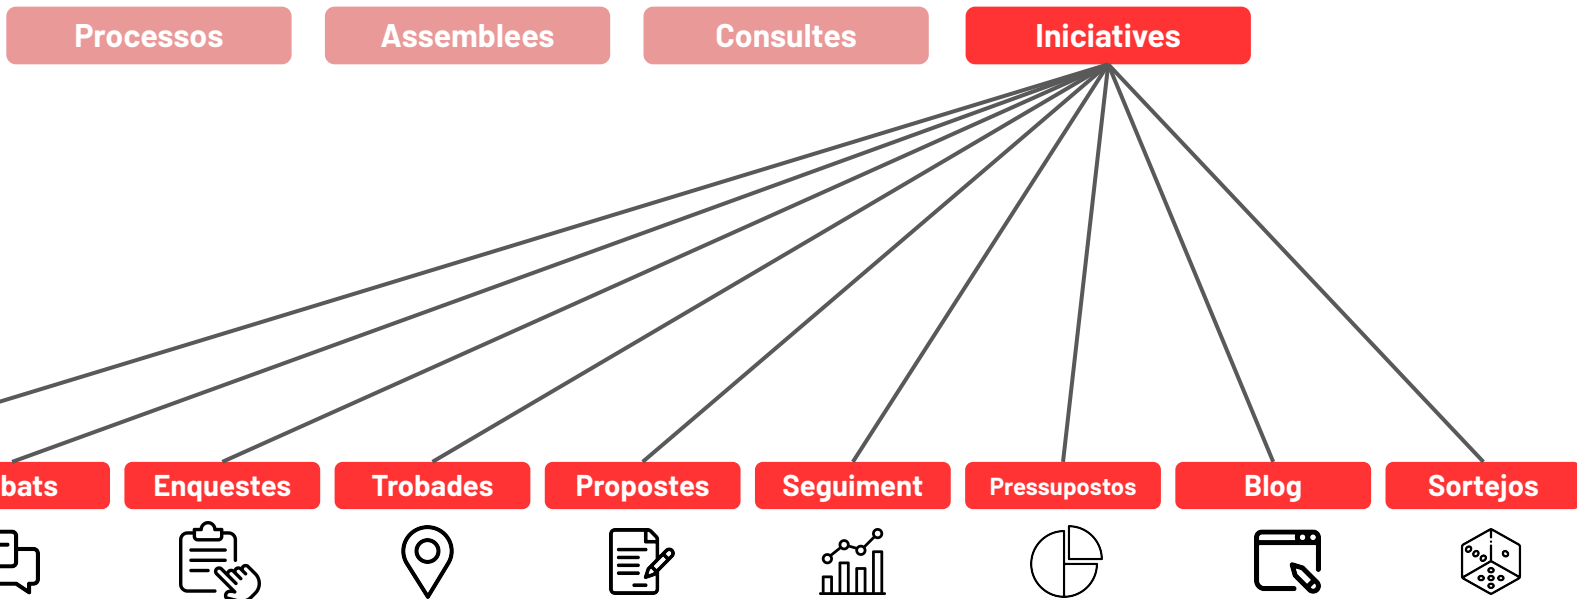 Processos
Assemblees
Consultes
Iniciatives
bats
Enquestes
Trobades
Propostes
Seguiment
Pressupostos
Blog
Sortejos